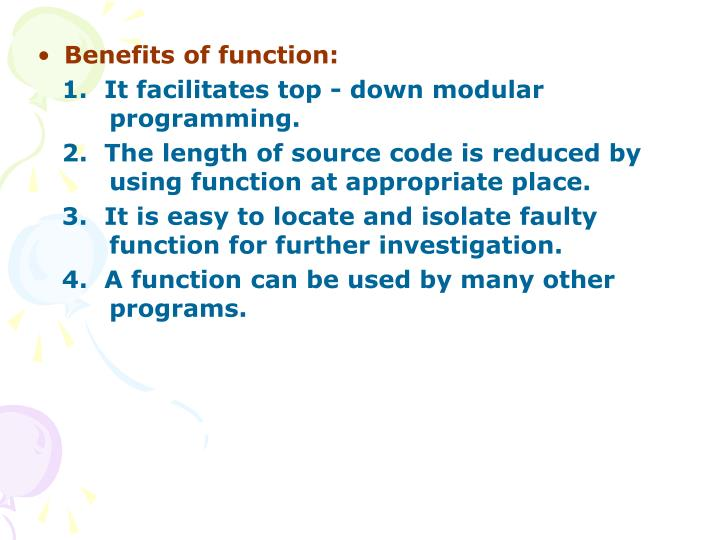 • Benefits of function:
1. It facilitates top - down modular
programming.
2. The length of source code is reduced by
using function at appropriate place.
3. It is easy to locate and isolate faulty
function for further investigation.
4. A function can be used by many other
programs.